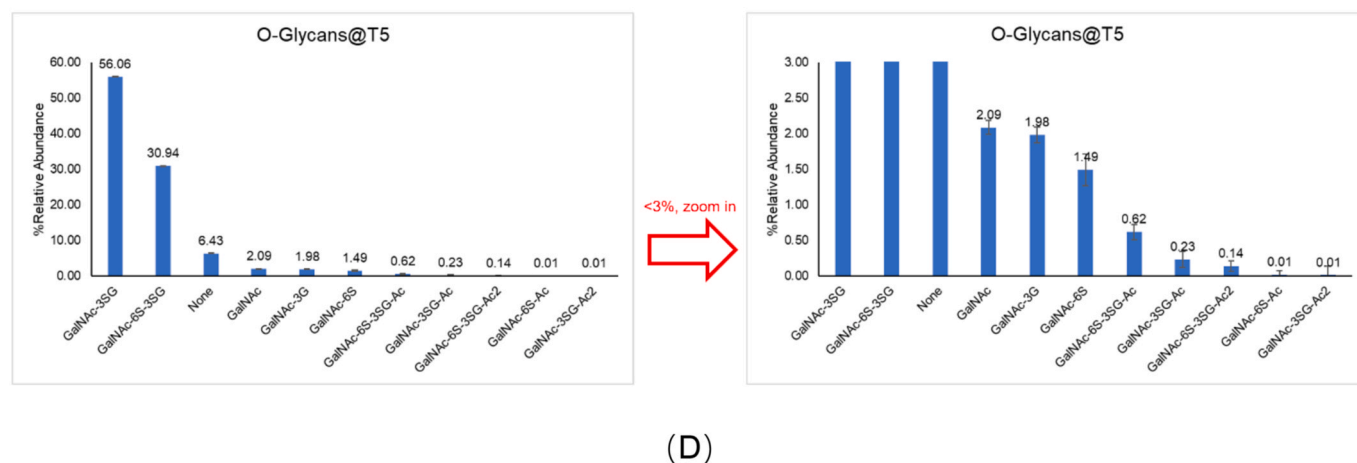 O-Glycans@T5
%Relative Abundance
60.00
50.00
40.00
30.00
20.00
10.00
0.00
56.06
30.94
6.43
2.09
1.98
1.49
0.62
0.23
0.14
0.01
0.01
GalNAc-3SG
GalNAc-6S-3SG
None
GalNAc
GalNAc-3G
GalNAc-6S
GalNAc-6S-3SG-Ac
GalNAc-3SG-Ac
GalNAc-6S-3SG-Ac2
GalNAc-6S-Ac
GalNAc-3SG-Ac2
<3%, zoom in
O-Glycans@T5
%Relative Abundance
3.00
2.50
2.00
1.50
1.00
0.50
0.00
2.09
1.98
1.49
0.62
0.23
0.14
0.01
0.01
GalNAc-3SG
GalNAc-6S-3SG
None
GalNAc
GalNAc-3G
GalNAc-6S
GalNAc-6S-3SG-Ac
GalNAc-3SG-Ac
GalNAc-6S-3SG-Ac2
GalNAc-6S-Ac
GalNAc-3SG-Ac2
(D)